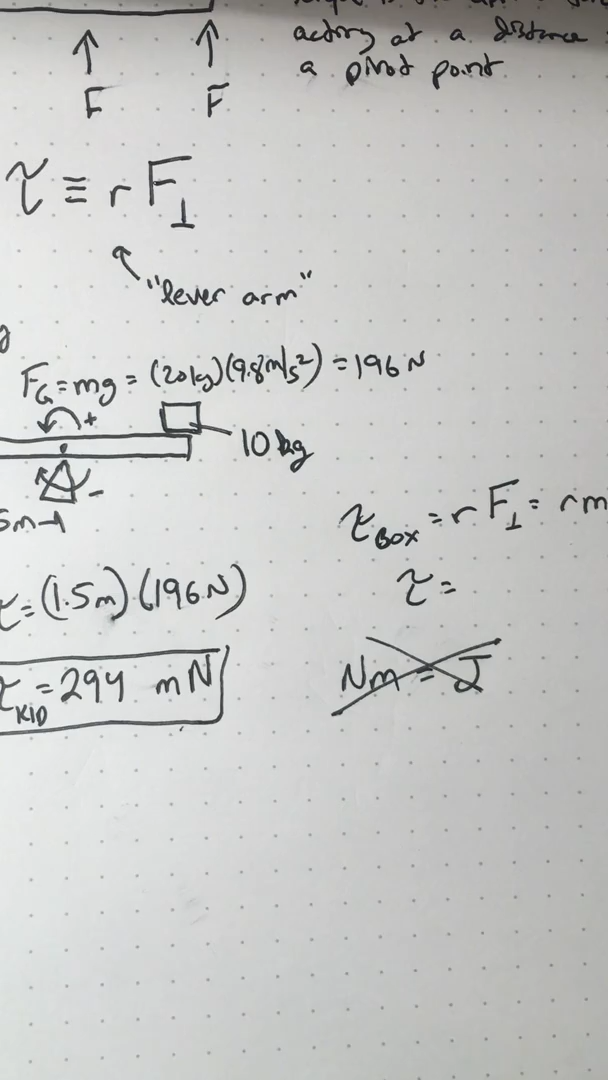 acting at a distance
a pivot point
F F
τ ≡ r F⊥
"lever arm"
F_G = mg = (20kg)(9.8m/s²) = 196 N
+
10 kg
-
5m
τ_BOX = r F⊥ = rm
τ = (1.5m)(196N)
τ =
τ_KID = 294 mN
Nm = J